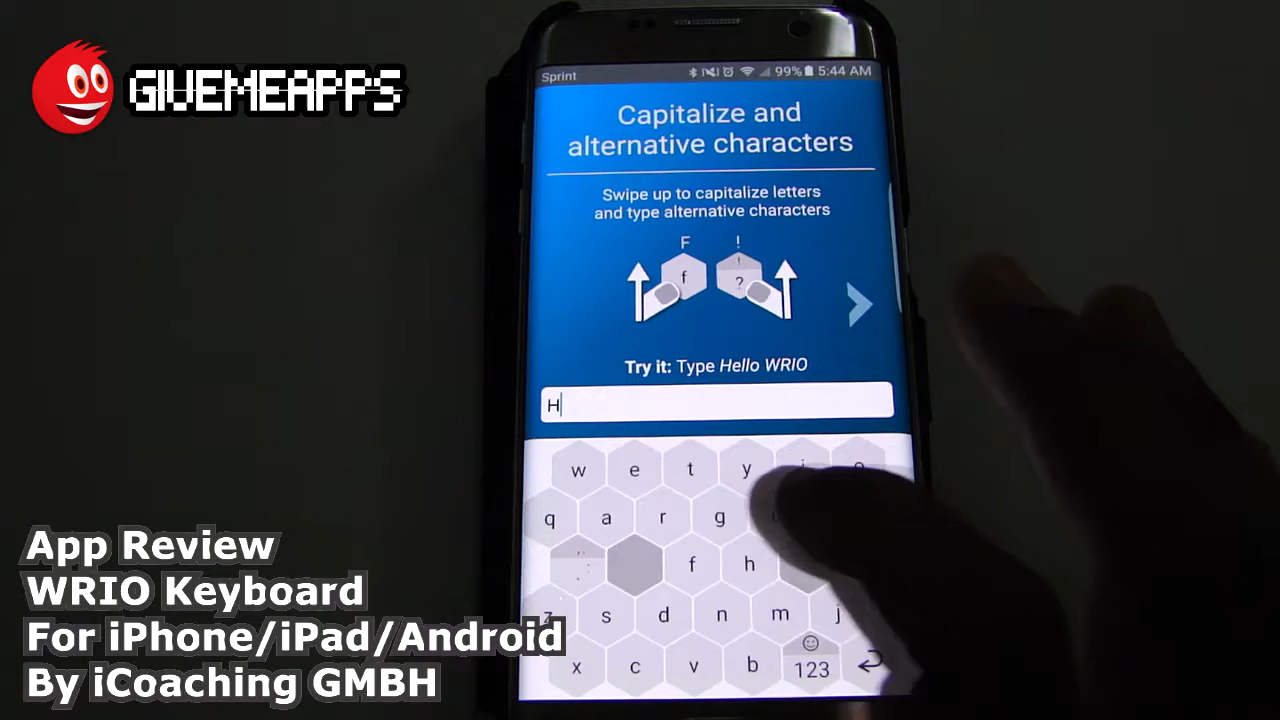 GIVEMEAPPS
Sprint 99% 5:44 AM
Capitalize and
alternative characters
Swipe up to capitalize letters
and type alternative characters
F !
!
f ?
Try it: Type Hello WRIO
H
w e t y i o
q a r g u
. : f h
z s d n m j
x c v b 123
App Review
WRIO Keyboard
For iPhone/iPad/Android
By iCoaching GMBH